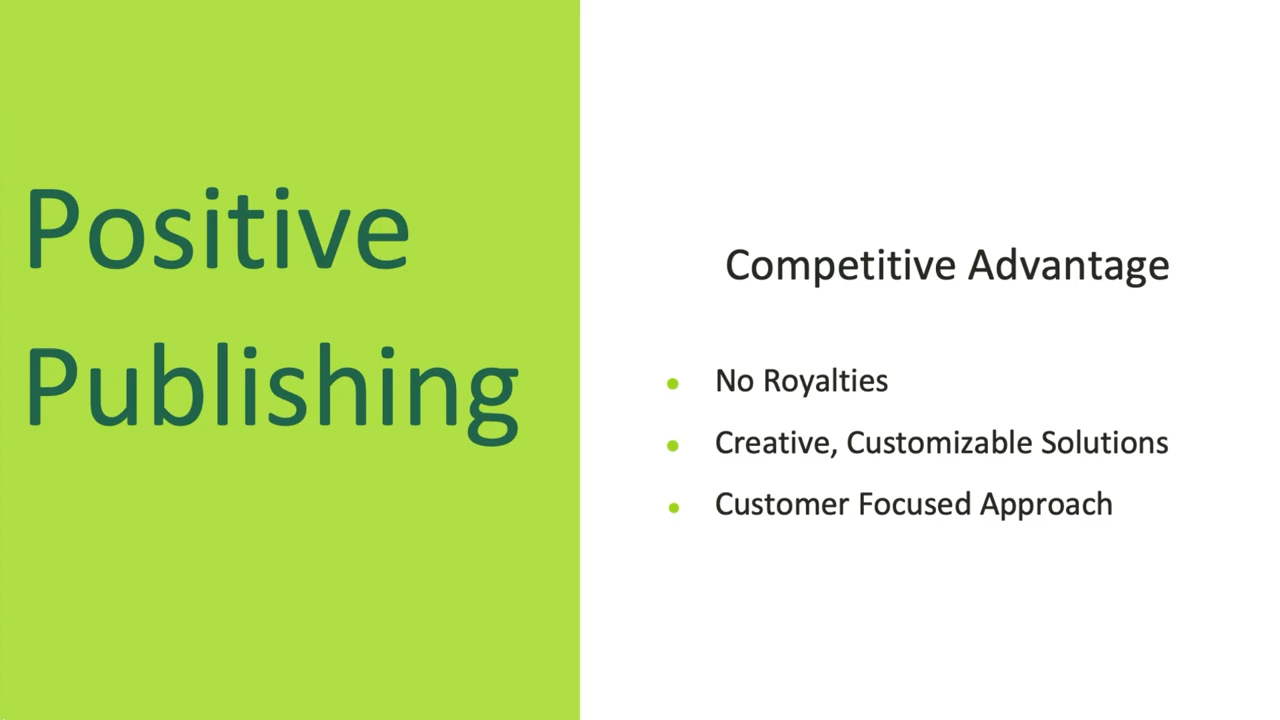 Positive
Publishing
Competitive Advantage
No Royalties
Creative, Customizable Solutions
Customer Focused Approach